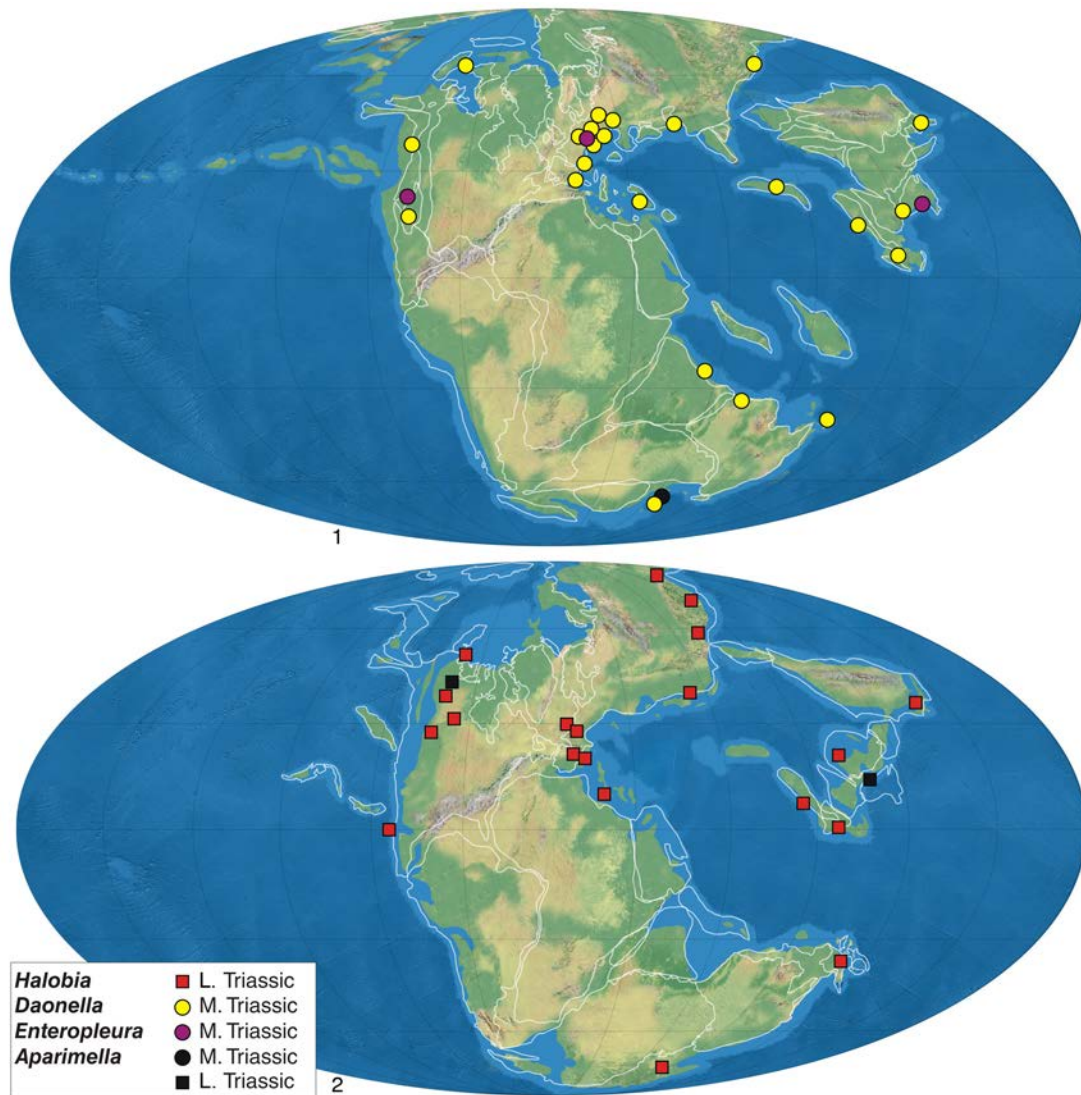 1
Halobia L. Triassic
Daonella M. Triassic
Enteropleura M. Triassic
Aparimella M. Triassic
L. Triassic
2